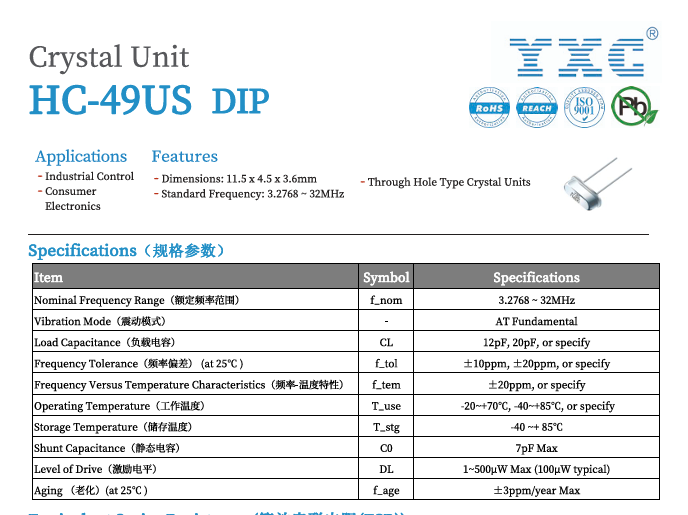 YXC®
Crystal Unit
HC-49US DIP
RoHS
REACH
ISO
9001
Pb
Applications
Features
- Industrial Control
- Consumer
Electronics
- Dimensions: 11.5 x 4.5 x 3.6mm
- Standard Frequency: 3.2768 ~ 32MHz
- Through Hole Type Crystal Units
Specifications（规格参数）
Item Symbol Specifications
Nominal Frequency Range（额定频率范围） f_nom 3.2768 ~ 32MHz
Vibration Mode（震动模式） - AT Fundamental
Load Capacitance（负载电容） CL 12pF, 20pF, or specify
Frequency Tolerance（频率偏差） (at 25℃ ) f_tol ±10ppm, ±20ppm, or specify
Frequency Versus Temperature Characteristics（频率-温度特性） f_tem ±20ppm, or specify
Operating Temperature（工作温度） T_use -20~+70℃, -40~+85℃, or specify
Storage Temperature（储存温度） T_stg -40 ~+ 85℃
Shunt Capacitance（静态电容） C0 7pF Max
Level of Drive（激励电平） DL 1~500μW Max (100μW typical)
Aging （老化）(at 25℃ ) f_age ±3ppm/year Max